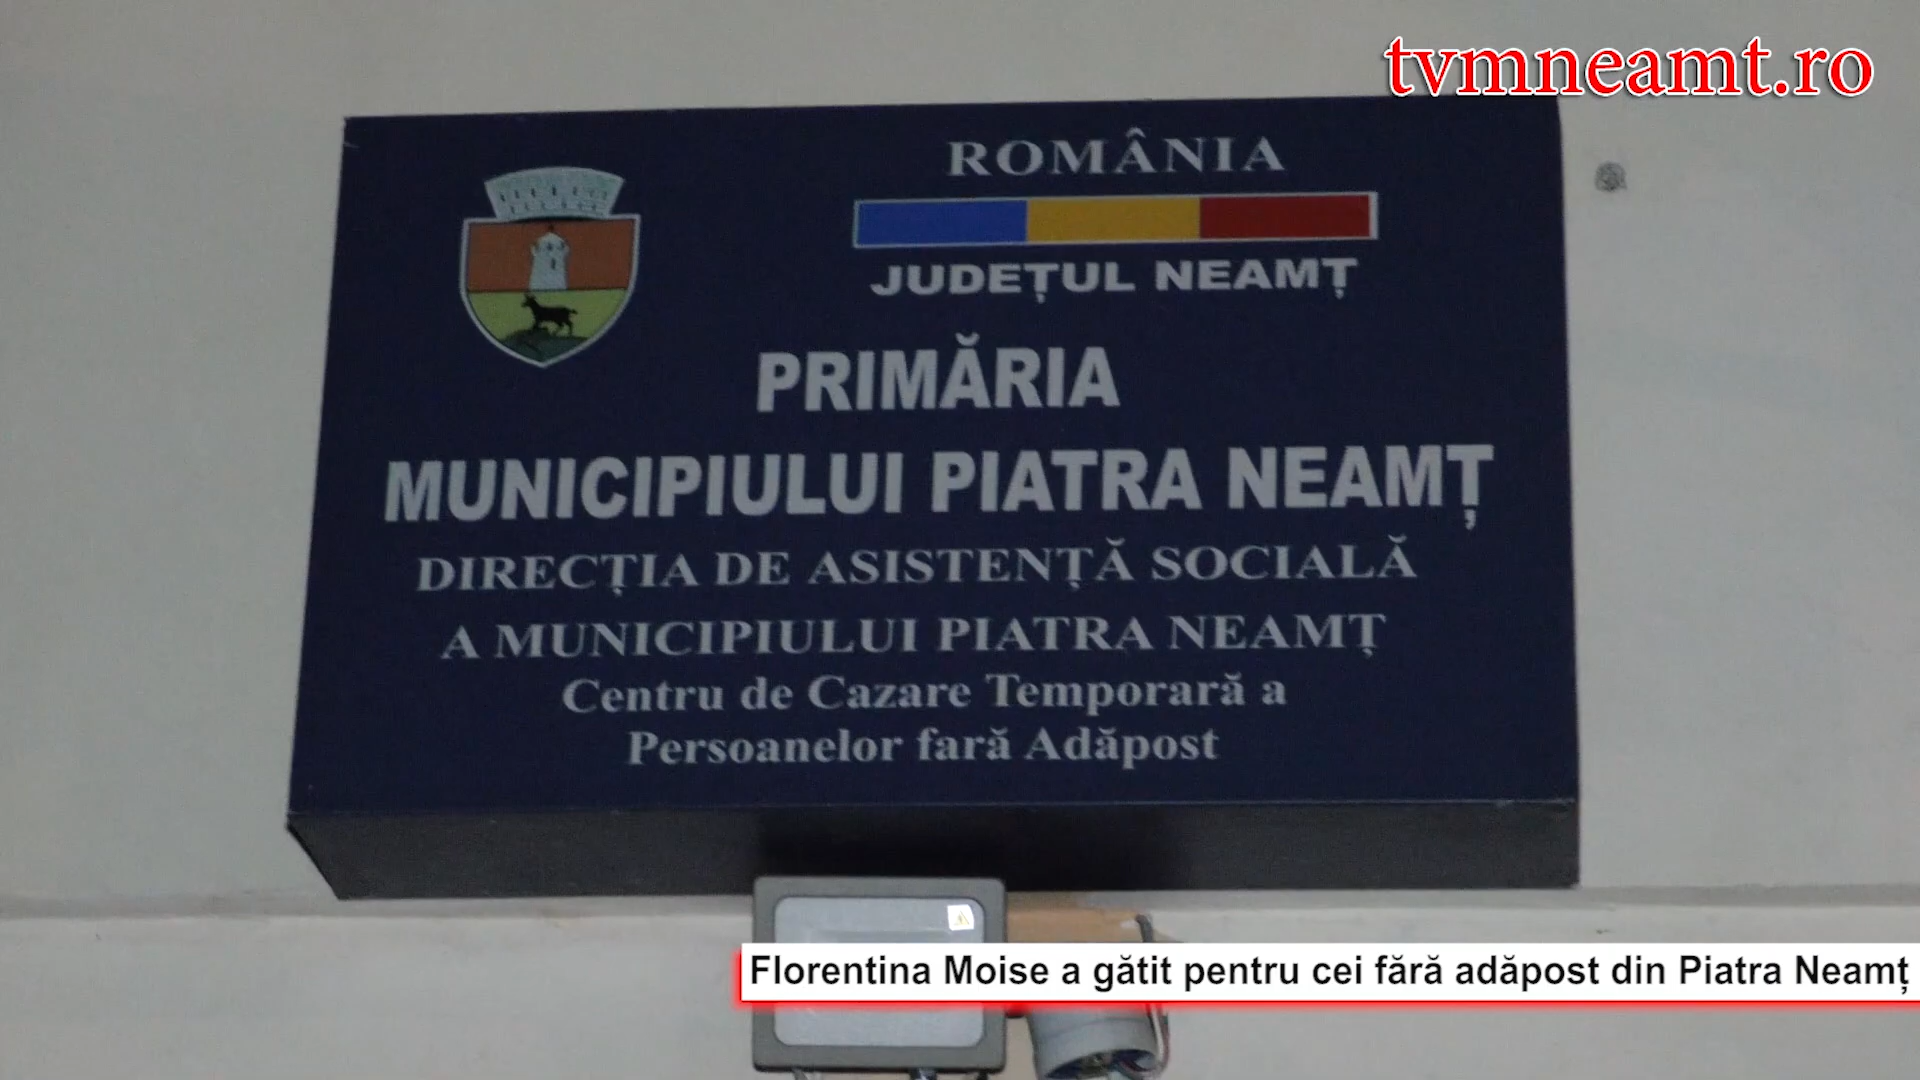 tvmneamt.ro
ROMÂNIA
JUDEȚUL NEAMȚ
PRIMĂRIA
MUNICIPIULUI PIATRA NEAMȚ
DIRECȚIA DE ASISTENȚĂ SOCIALĂ
A MUNICIPIULUI PIATRA NEAMȚ
Centru de Cazare Temporară a
Persoanelor fară Adăpost
Florentina Moise a gătit pentru cei fără adăpost din Piatra Neamț